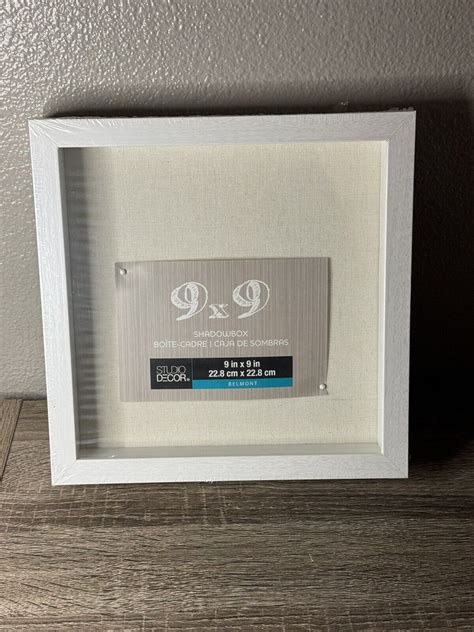 9x9
SHADOWBOX
BOÎTE-CADRE | CAJA DE SOMBRAS
STUDIO
DECOR®
9 in x 9 in
22.8 cm x 22.8 cm
BELMONT